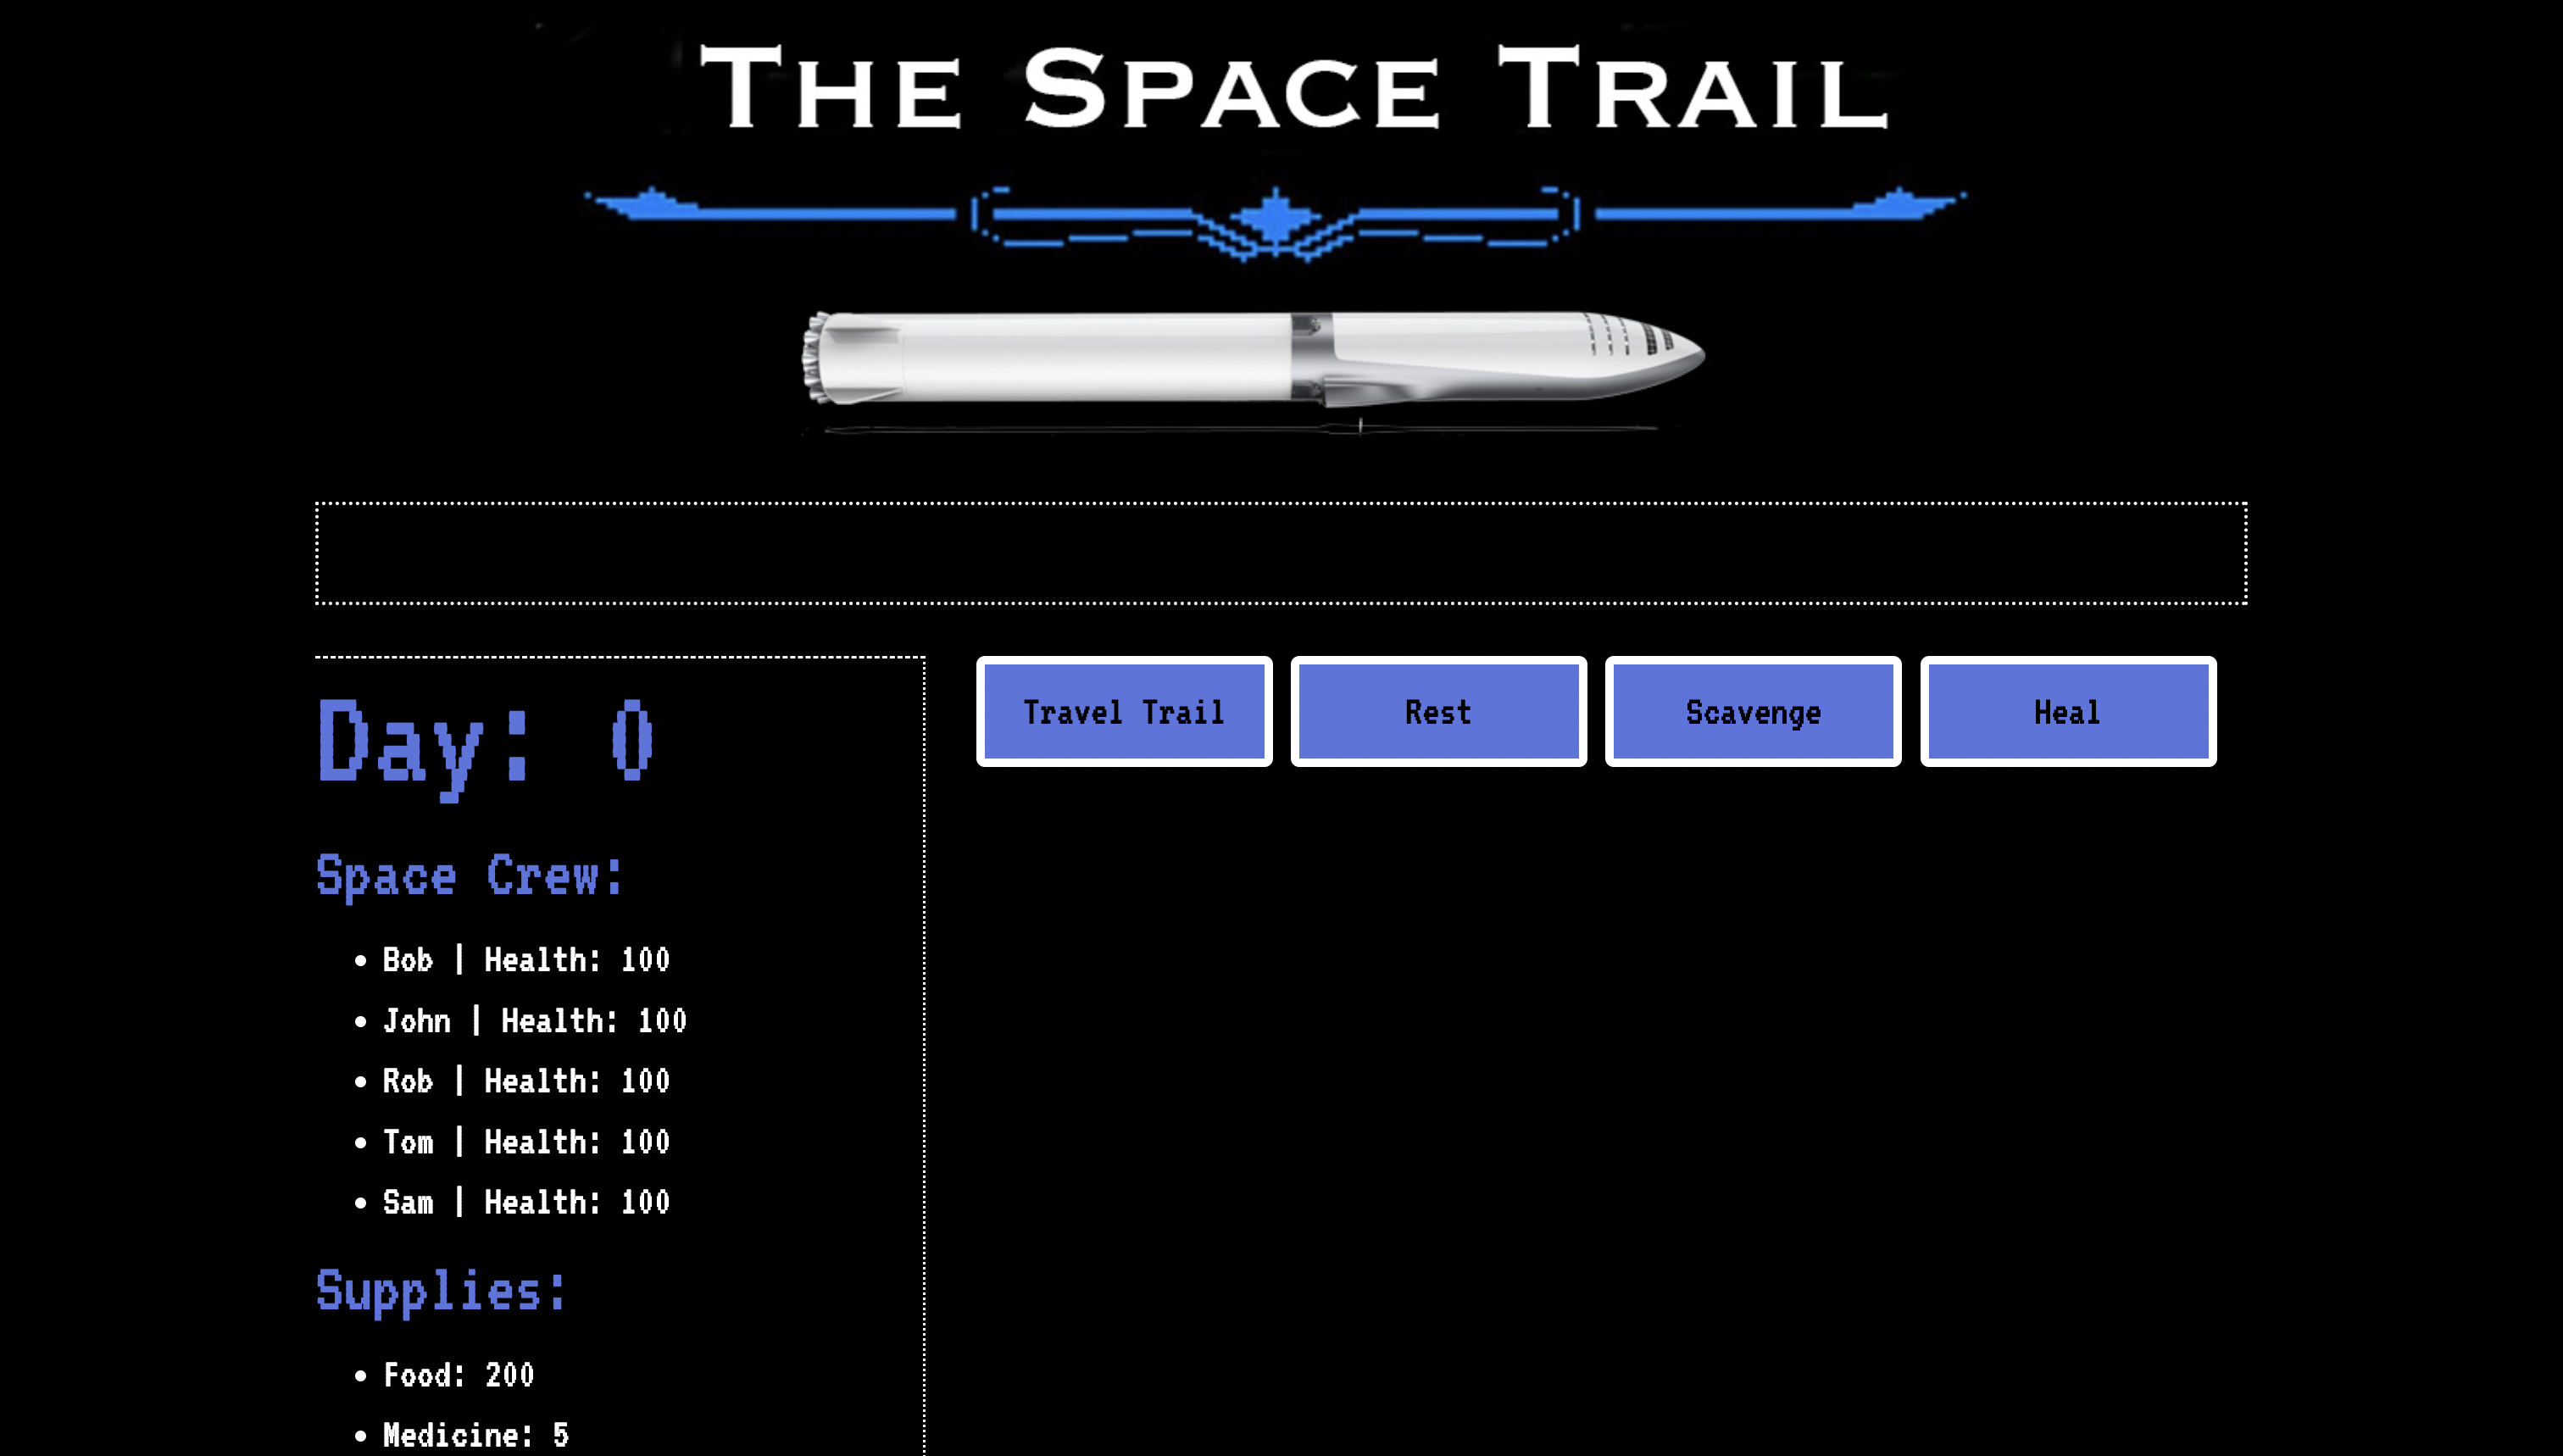 The Space Trail
Day: 0
Space Crew:
Bob | Health: 100
John | Health: 100
Rob | Health: 100
Tom | Health: 100
Sam | Health: 100
Supplies:
Food: 200
Medicine: 5
Travel Trail
Rest
Scavenge
Heal